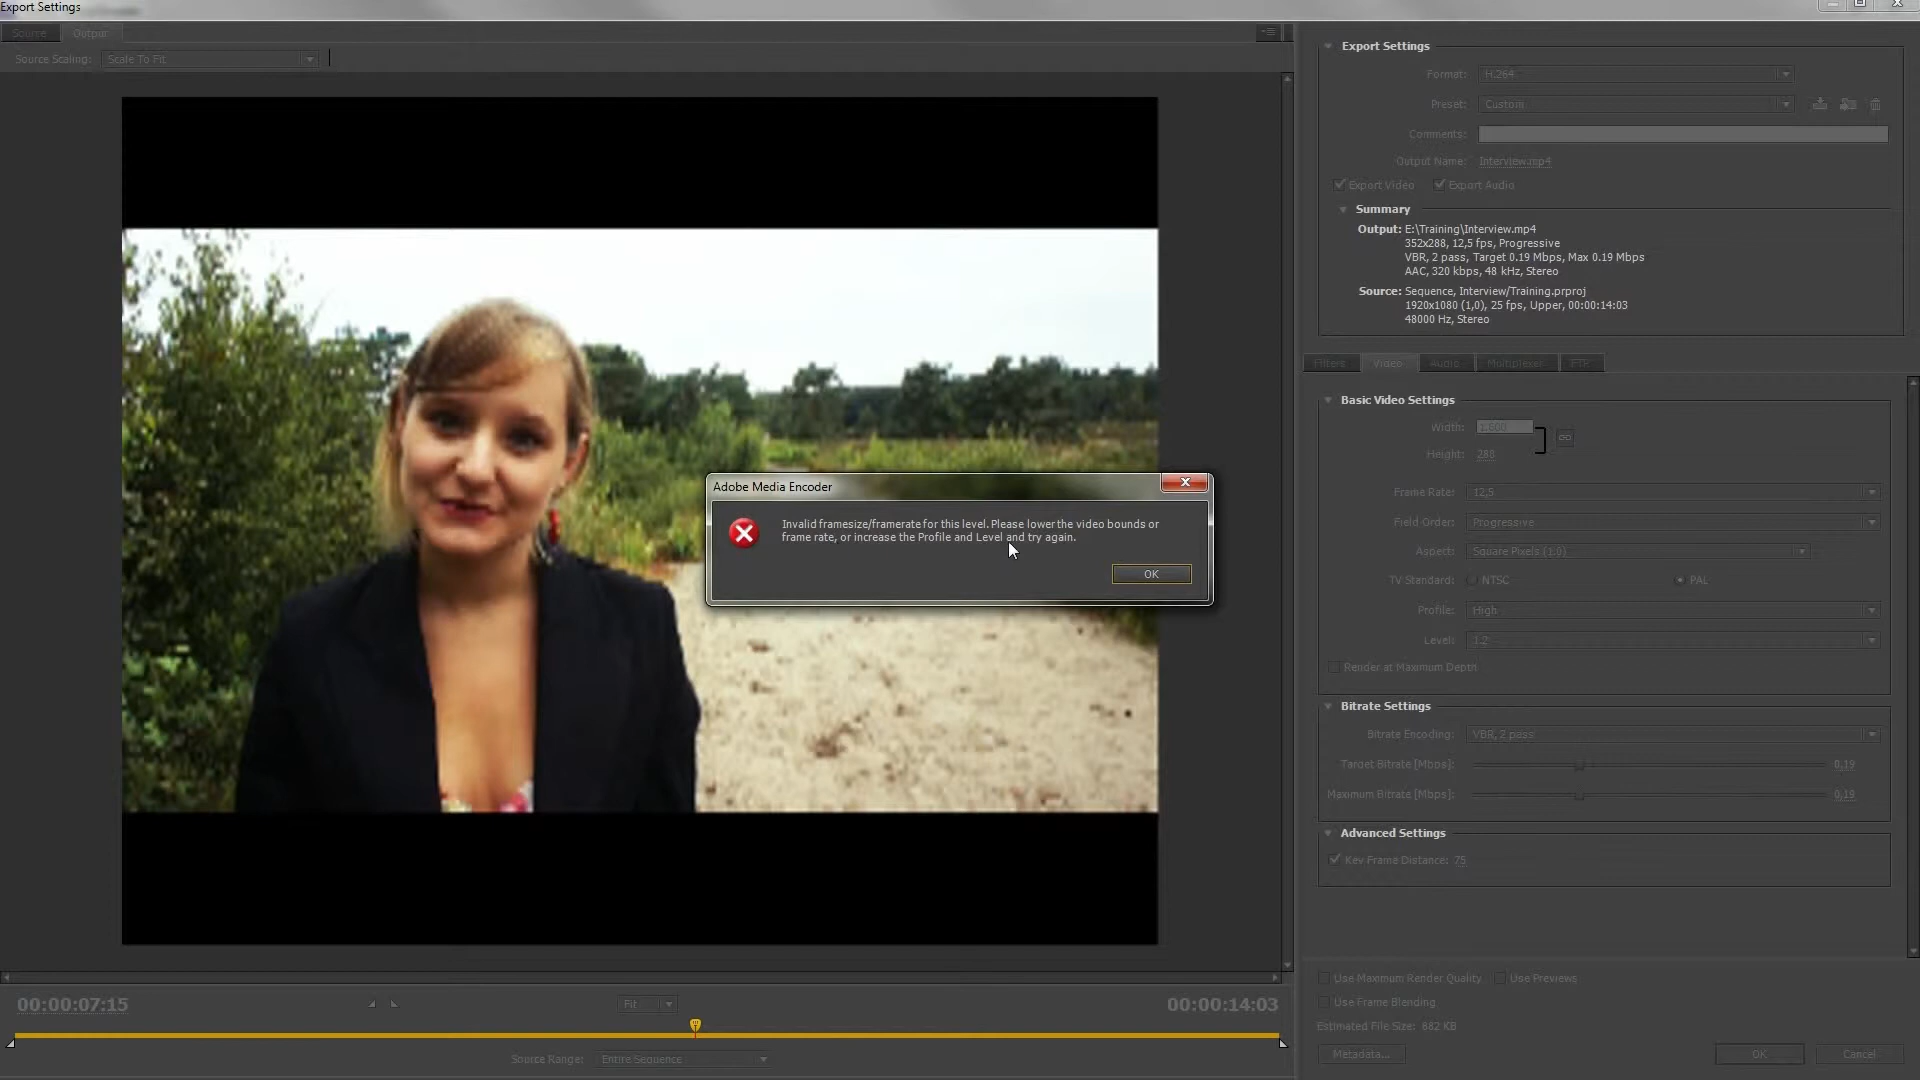 Export Settings
Source
Output
Source Scaling: Scale To Fit
Export Settings
Format: H.264
Preset: Custom
Comments:
Output Name: Interview.mp4
Export Video
Export Audio
Summary
Output: E:\Training\Interview.mp4
352x288, 12,5 fps, Progressive
VBR, 2 pass, Target 0.19 Mbps, Max 0.19 Mbps
AAC, 320 kbps, 48 kHz, Stereo
Source: Sequence, Interview/Training.prproj
1920x1080 (1,0), 25 fps, Upper, 00:00:14:03
48000 Hz, Stereo
Filters
Video
Audio
Multiplexer
FTP
Basic Video Settings
Width:
Height: 288
Frame Rate: 12,5
Field Order: Progressive
Aspect: Square Pixels (1.0)
TV Standard: NTSC PAL
Profile: High
Level: 1.2
Render at Maximum Depth
Bitrate Settings
Bitrate Encoding: VBR, 2 pass
Target Bitrate [Mbps]: 0,19
Maximum Bitrate [Mbps]: 0,19
Advanced Settings
Key Frame Distance: 75
Adobe Media Encoder
Invalid framesize/framerate for this level. Please lower the video bounds or
frame rate, or increase the Profile and Level and try again.
OK
Use Maximum Render Quality
Use Previews
Use Frame Blending
Estimated File Size: 682 KB
Metadata...
OK
Cancel
00:00:07:15
Fit
00:00:14:03
Source Range: Entire Sequence